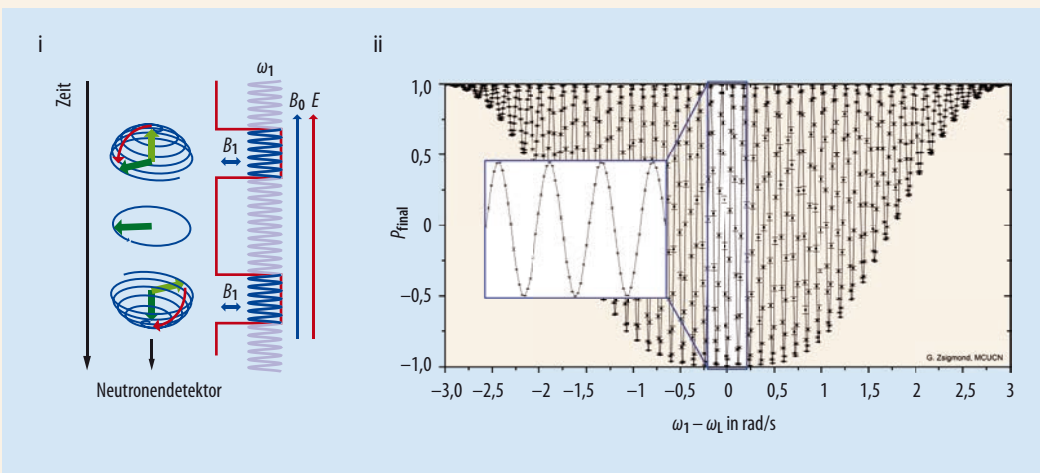 i
Zeit
ω1
B0 E
B1
B1
Neutronendetektor
ii
1,0
0,5
0
−0,5
−1,0
Pfinal
−3,0 −2,5 −2 −1,5 −1 −0,5 0 0,5 1 1,5 2 2,5 3
ω1 – ωL in rad/s
G. Zsigmond, MCUCN